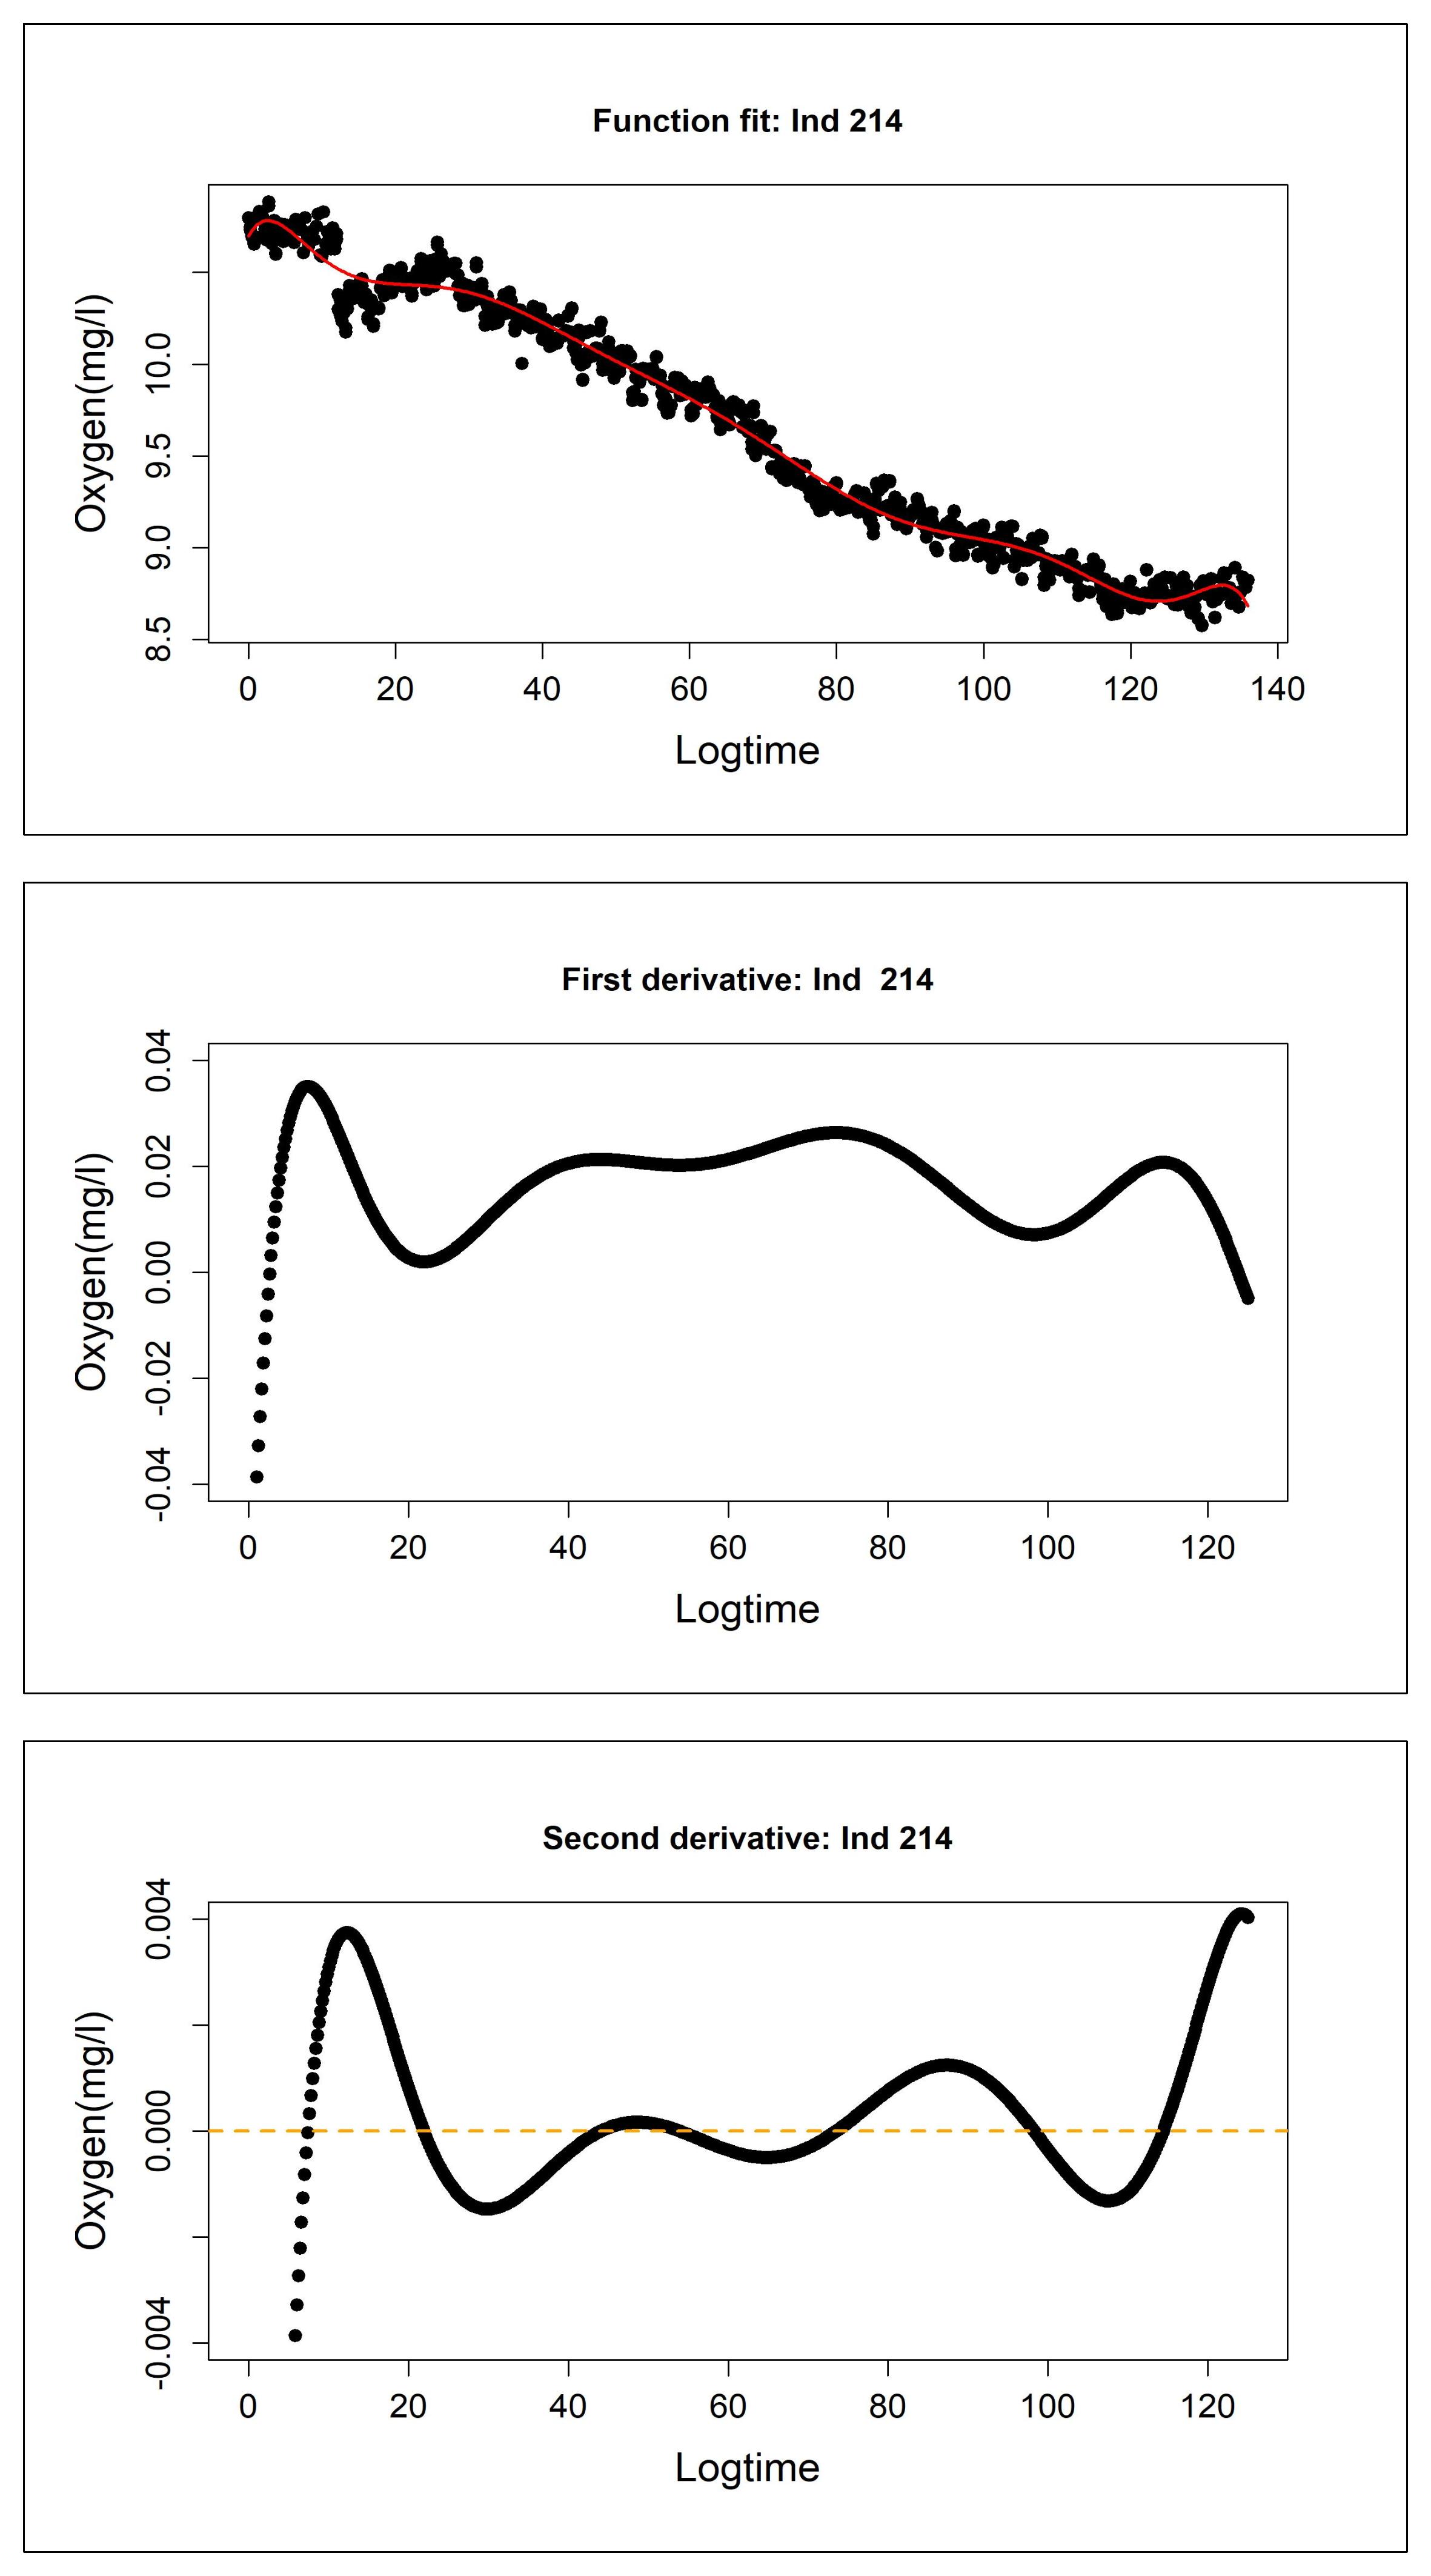 Function fit: Ind 214
Oxygen(mg/l)
8.5 9.0 9.5 10.0
0 20 40 60 80 100 120 140
Logtime
First derivative: Ind  214
Oxygen(mg/l)
-0.04 -0.02 0.00 0.02 0.04
0 20 40 60 80 100 120
Logtime
Second derivative: Ind 214
Oxygen(mg/l)
-0.004 0.000 0.004
0 20 40 60 80 100 120
Logtime